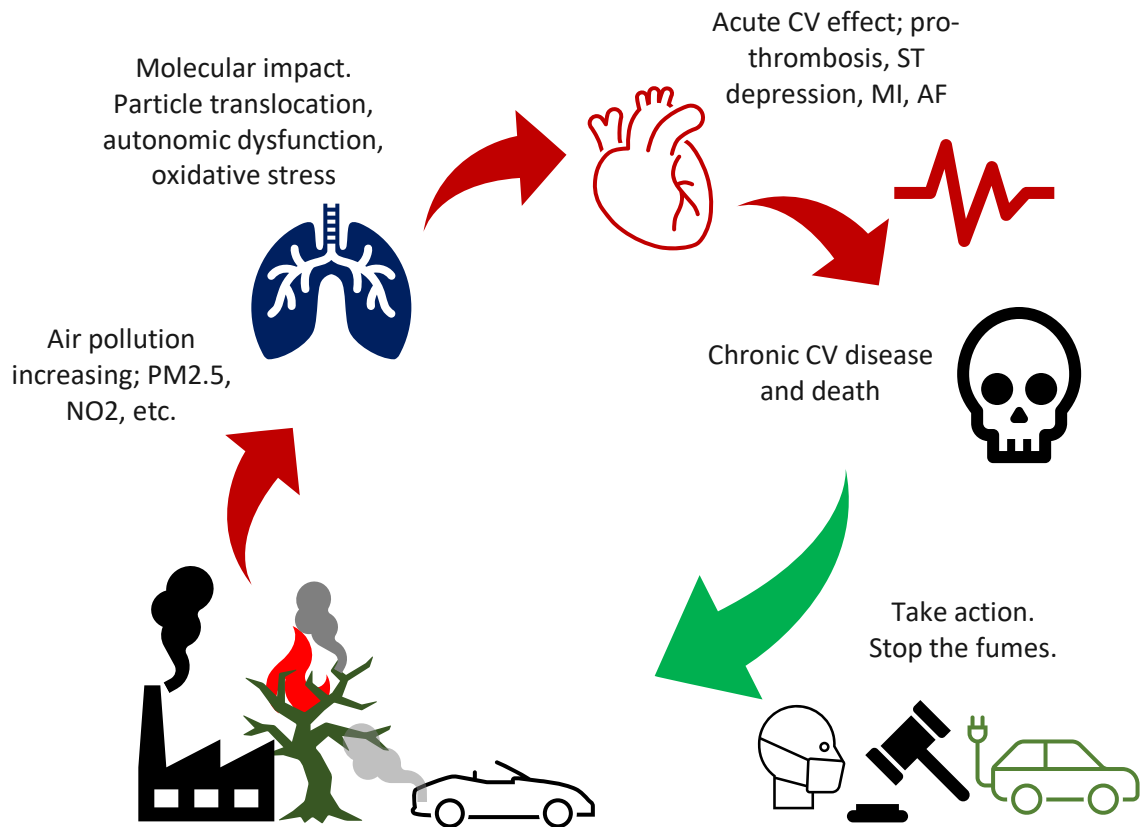 Acute CV effect; pro-
thrombosis, ST
depression, MI, AF
Molecular impact.
Particle translocation,
autonomic dysfunction,
oxidative stress
Air pollution
increasing; PM2.5,
NO2, etc.
Chronic CV disease
and death
Take action.
Stop the fumes.